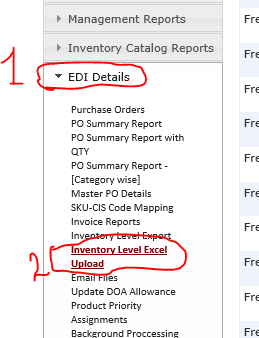 Management Reports
Fre
Inventory Catalog Reports
Fre
1
EDI Details
Fre
Purchase Orders
PO Summary Report
Fre
PO Summary Report with
QTY
Fre
PO Summary Report -
[Category wise]
Master PO Details
Fre
SKU-CIS Code Mapping
Invoice Reports
Fre
Inventory Level Export
2
Inventory Level Excel
Upload
Fre
Email Files
Update DOA Allowance
Product Priority
Fre
Assignments
Background Proccessing
Fre